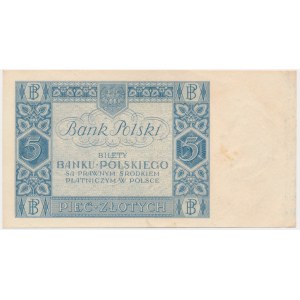 BP BP
Bank Polski
BILETY
5 BANKU POLSKIEGO 5
SĄ PRAWNYM ŚRODKIEM
PŁATNICZYM W POLSCE
BP PIĘĆ ZŁOTYCH BP